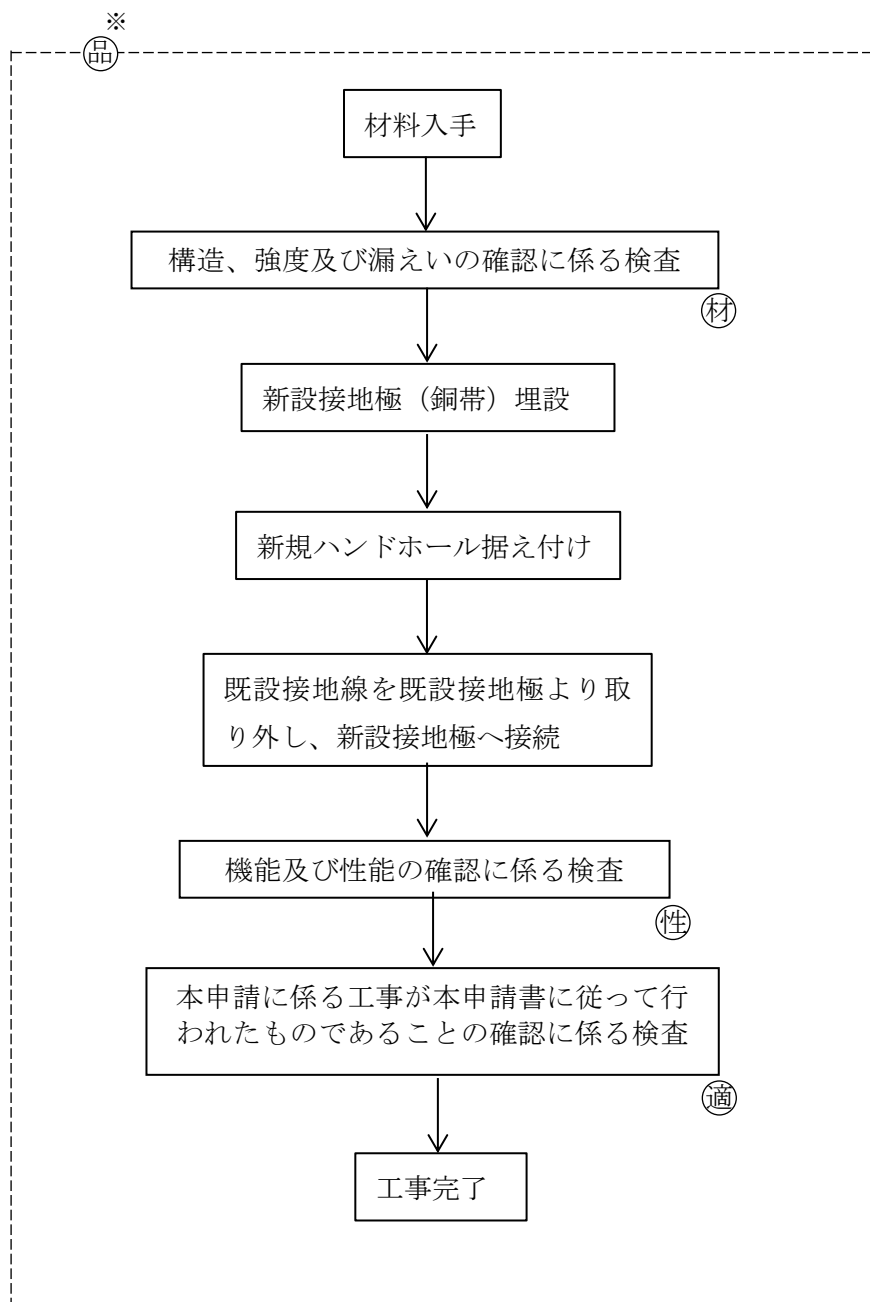 ※
品
材料入手
構造、強度及び漏えいの確認に係る検査
材
新設接地極（銅帯）埋設
新規ハンドホール据え付け
既設接地線を既設接地極より取
り外し、新設接地極へ接続
機能及び性能の確認に係る検査
性
本申請に係る工事が本申請書に従って行
われたものであることの確認に係る検査
適
工事完了